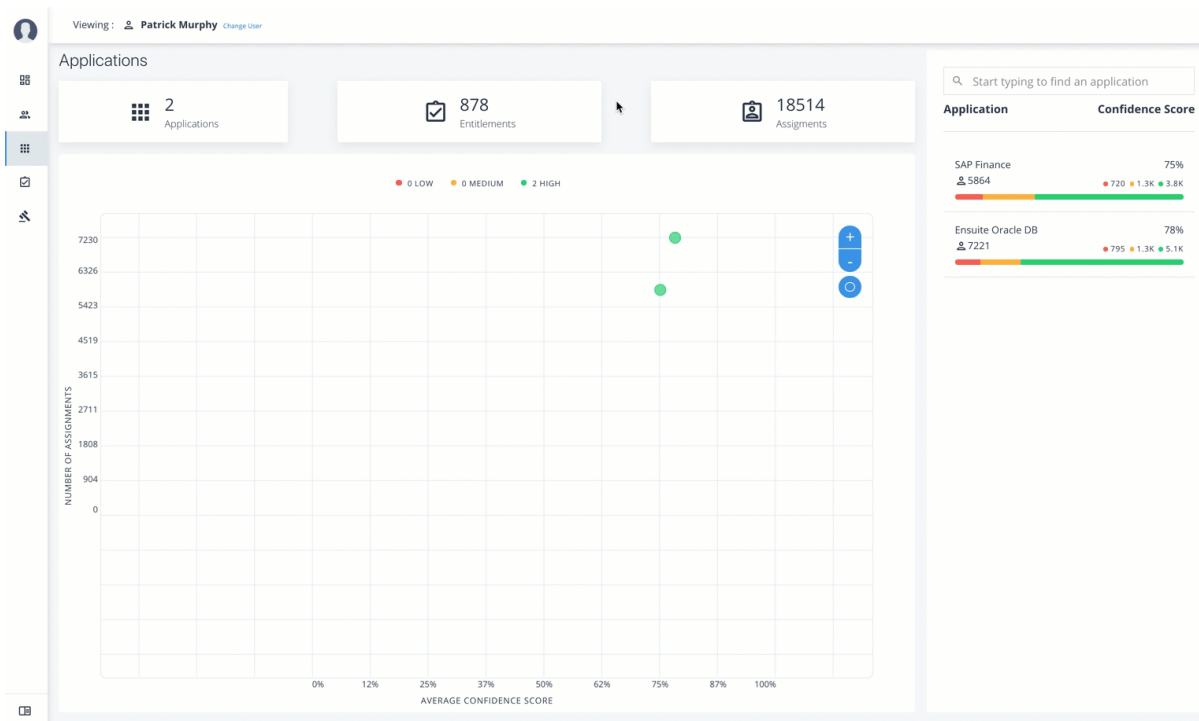 Viewing : Patrick Murphy Change User
Applications
2
Applications
878
Entitlements
18514
Assigments
0 LOW 0 MEDIUM 2 HIGH
7230
6326
5423
4519
3615
2711
1808
904
0
NUMBER OF ASSIGNMENTS
+
-
0% 12% 25% 37% 50% 62% 75% 87% 100%
AVERAGE CONFIDENCE SCORE
Start typing to find an application
Application Confidence Score
SAP Finance 75%
5864 720 1.3K 3.8K
Ensuite Oracle DB 78%
7221 795 1.3K 5.1K